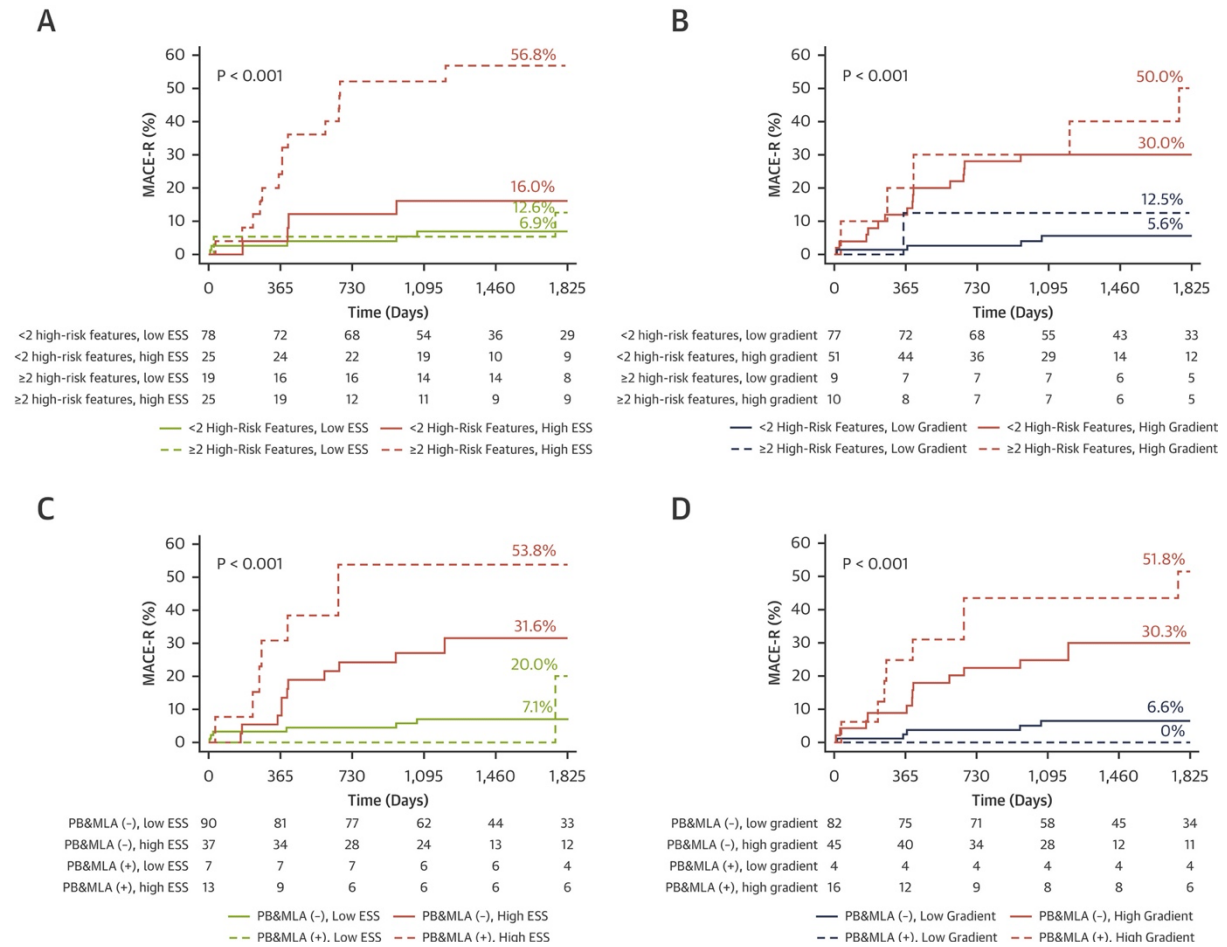 A
MACE-R (%)
60
50
40
30
20
10
0
P < 0.001
56.8%
16.0%
12.6%
6.9%
0 365 730 1,095 1,460 1,825
Time (Days)
<2 high-risk features, low ESS 78 72 68 54 36 29
<2 high-risk features, high ESS 25 24 22 19 10 9
≥2 high-risk features, low ESS 19 16 16 14 14 8
≥2 high-risk features, high ESS 25 19 12 11 9 9
<2 High-Risk Features, Low ESS <2 High-Risk Features, High ESS
≥2 High-Risk Features, Low ESS ≥2 High-Risk Features, High ESS
B
MACE-R (%)
60
50
40
30
20
10
0
P < 0.001
50.0%
30.0%
12.5%
5.6%
0 365 730 1,095 1,460 1,825
Time (Days)
<2 high-risk features, low gradient 77 72 68 55 43 33
<2 high-risk features, high gradient 51 44 36 29 14 12
≥2 high-risk features, low gradient 9 7 7 7 6 5
≥2 high-risk features, high gradient 10 8 7 7 6 5
<2 High-Risk Features, Low Gradient <2 High-Risk Features, High Gradient
≥2 High-Risk Features, Low Gradient ≥2 High-Risk Features, High Gradient
C
MACE-R (%)
60
50
40
30
20
10
0
P < 0.001
53.8%
31.6%
20.0%
7.1%
0 365 730 1,095 1,460 1,825
Time (Days)
PB&MLA (–), low ESS 90 81 77 62 44 33
PB&MLA (–), high ESS 37 34 28 24 13 12
PB&MLA (+), low ESS 7 7 7 6 6 4
PB&MLA (+), high ESS 13 9 6 6 6 6
PB&MLA (–), Low ESS PB&MLA (–), High ESS
PB&MLA (+), Low ESS PB&MLA (+), High ESS
D
MACE-R (%)
60
50
40
30
20
10
0
P < 0.001
51.8%
30.3%
6.6%
0%
0 365 730 1,095 1,460 1,825
Time (Days)
PB&MLA (–), low gradient 82 75 71 58 45 34
PB&MLA (–), high gradient 45 40 34 28 12 11
PB&MLA (+), low gradient 4 4 4 4 4 4
PB&MLA (+), high gradient 16 12 9 8 8 6
PB&MLA (–), Low Gradient PB&MLA (–), High Gradient
PB&MLA (+), Low Gradient PB&MLA (+), High Gradient